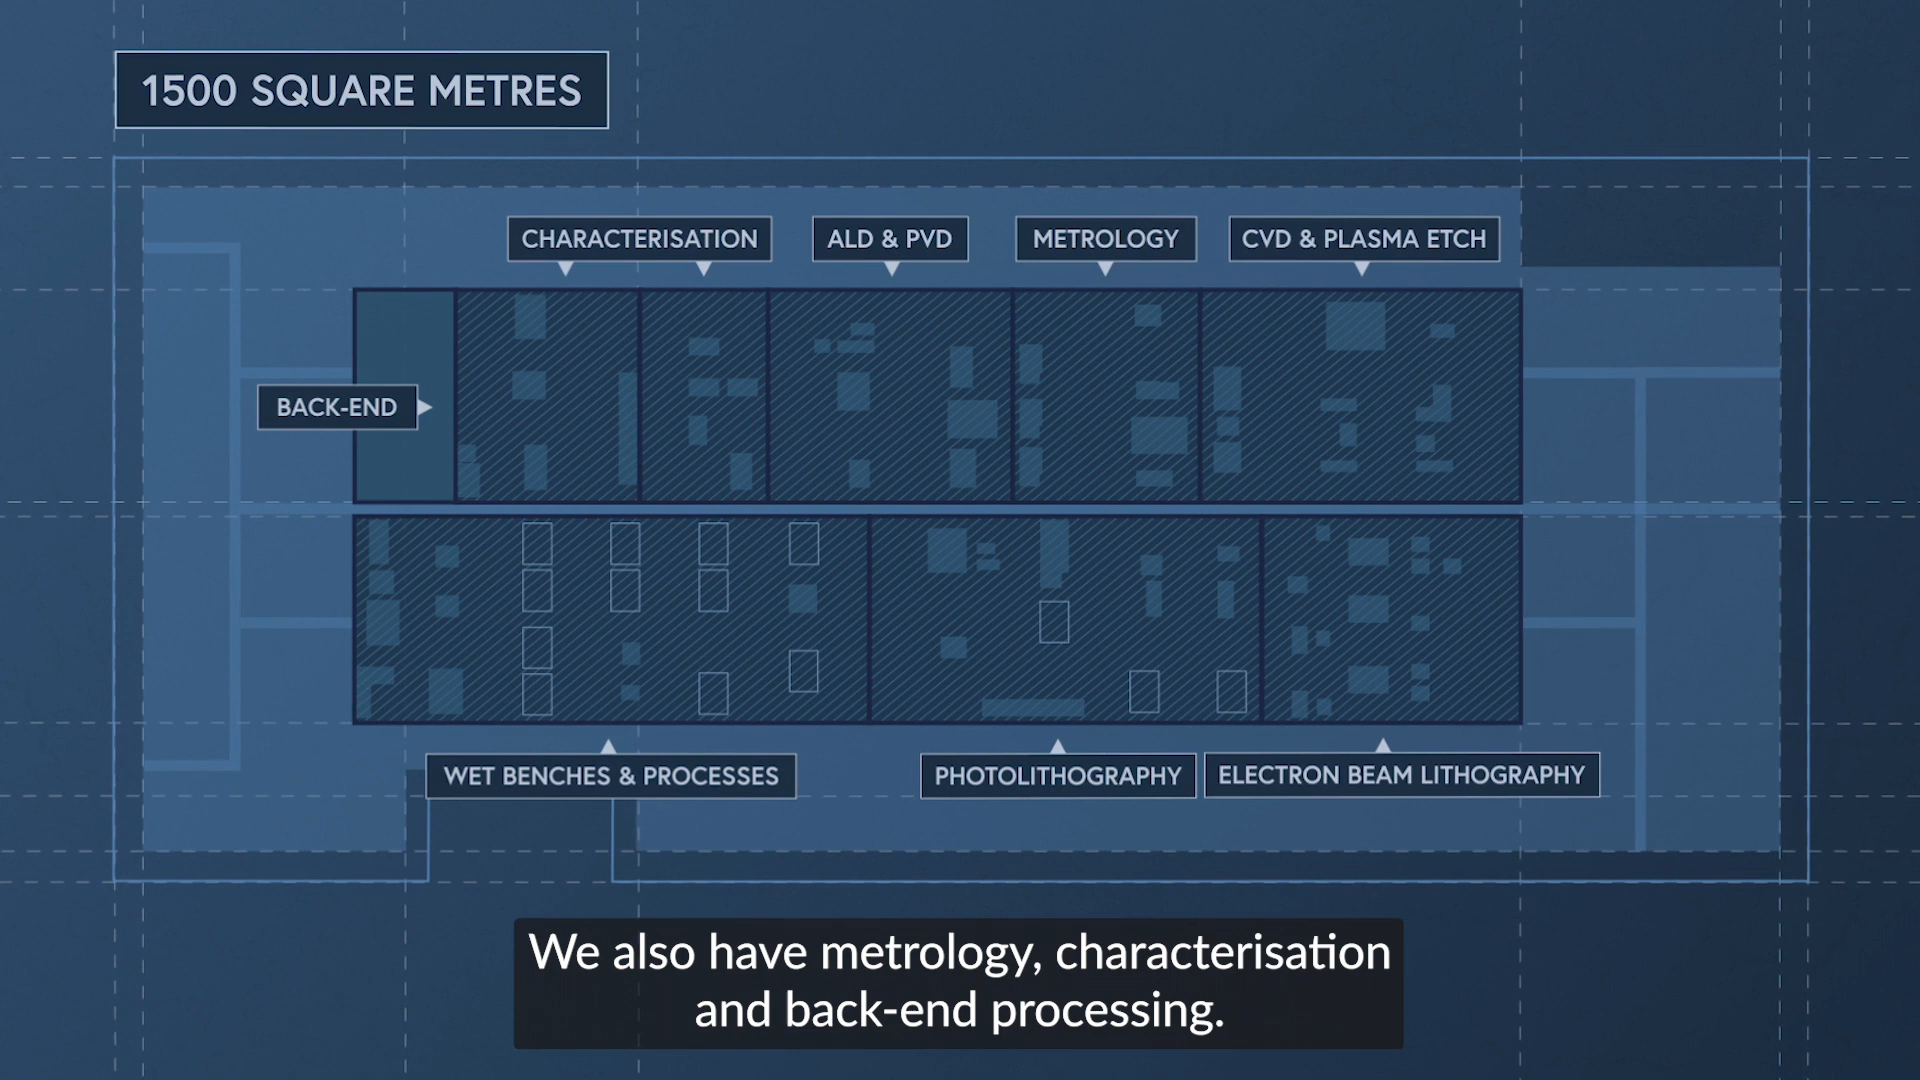 1500 SQUARE METRES
CHARACTERISATION
ALD & PVD
METROLOGY
CVD & PLASMA ETCH
BACK-END
WET BENCHES & PROCESSES
PHOTOLITHOGRAPHY
ELECTRON BEAM LITHOGRAPHY
We also have metrology, characterisation
and back-end processing.